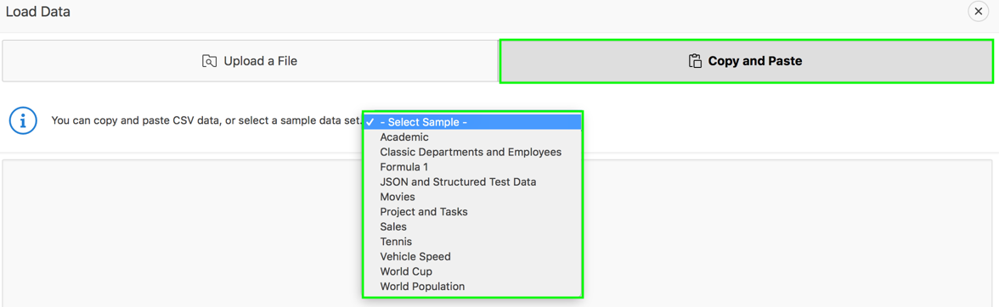 Load Data
Upload a File
Copy and Paste
You can copy and paste CSV data, or select a sample data set.
- Select Sample -
Academic
Classic Departments and Employees
Formula 1
JSON and Structured Test Data
Movies
Project and Tasks
Sales
Tennis
Vehicle Speed
World Cup
World Population